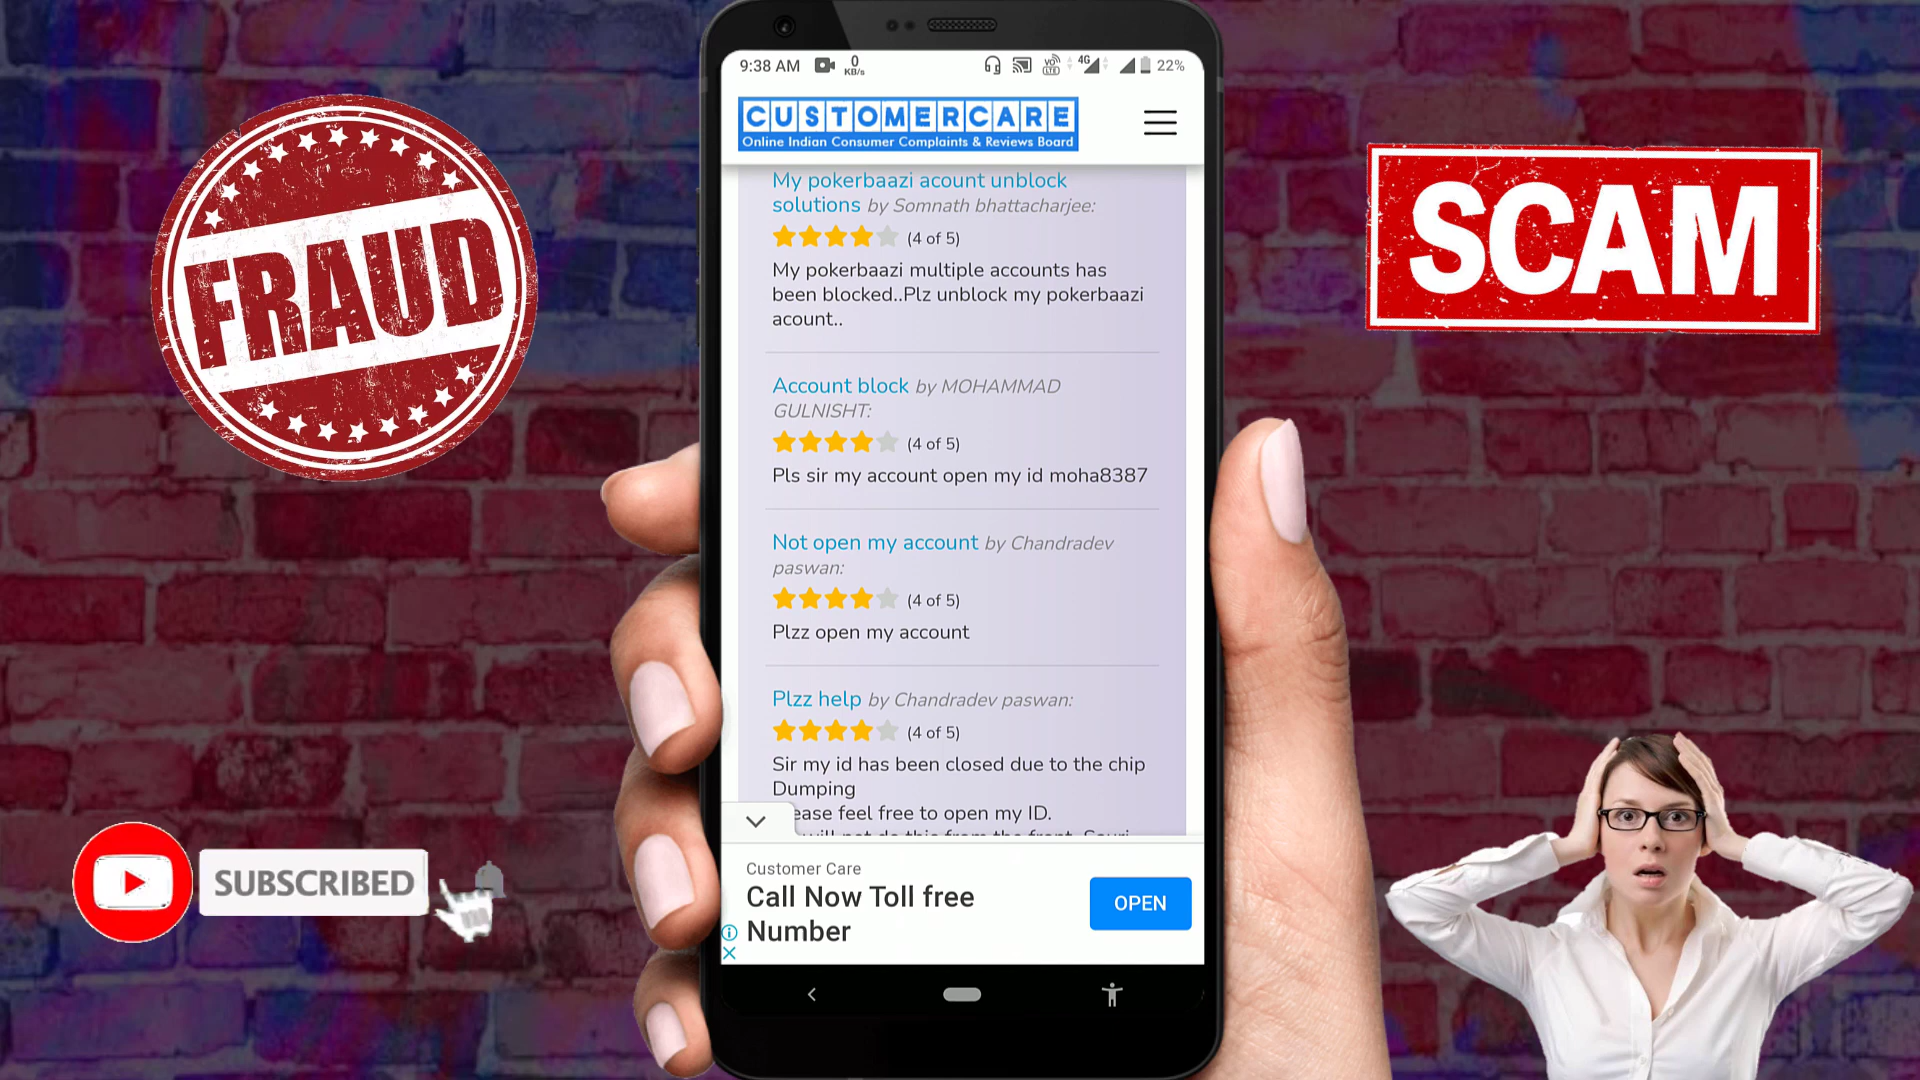 9:38 AM
0
KB/s
VO
LTE
4G
22%
CUSTOMERCARE
Online Indian Consumer Complaints & Reviews Board
My pokerbaazi acount unblock
solutions by Somnath bhattacharjee:
(4 of 5)
My pokerbaazi multiple accounts has
been blocked..Plz unblock my pokerbaazi
acount..
Account block by MOHAMMAD
GULNISHT:
(4 of 5)
Pls sir my account open my id moha8387
Not open my account by Chandradev
paswan:
(4 of 5)
Plzz open my account
Plzz help by Chandradev paswan:
(4 of 5)
Sir my id has been closed due to the chip
Dumping
ease feel free to open my ID.
Customer Care
Call Now Toll free
Number
OPEN
FRAUD
SCAM
SUBSCRIBED